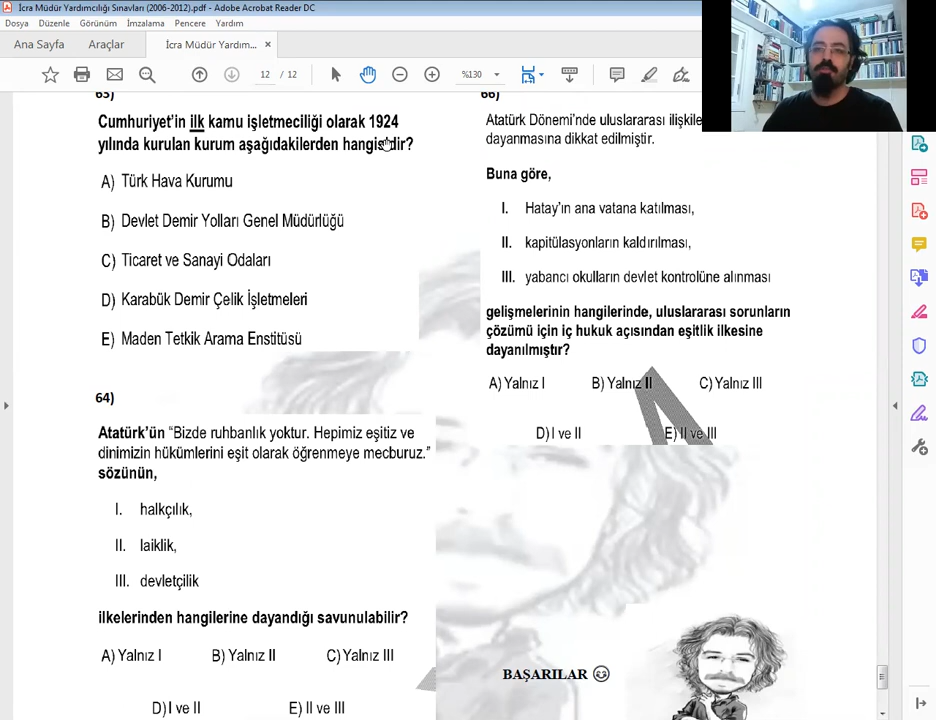 İcra Müdür Yardımcılığı Sınavları (2006-2012).pdf - Adobe Acrobat Reader DC
Dosya Düzenle Görünüm İmzalama Pencere Yardım
Ana Sayfa Araçlar İcra Müdür Yardım... ×
12 / 12 %130
63)
Cumhuriyet'in ilk kamu işletmeciliği olarak 1924
yılında kurulan kurum aşağıdakilerden hangisidir?
A) Türk Hava Kurumu
B) Devlet Demir Yolları Genel Müdürlüğü
C) Ticaret ve Sanayi Odaları
D) Karabük Demir Çelik İşletmeleri
E) Maden Tetkik Arama Enstitüsü
64)
Atatürk'ün “Bizde ruhbanlık yoktur. Hepimiz eşitiz ve
dinimizin hükümlerini eşit olarak öğrenmeye mecburuz.”
sözünün,
I. halkçılık,
II. laiklik,
III. devletçilik
ilkelerinden hangilerine dayandığı savunulabilir?
A) Yalnız I B) Yalnız II C) Yalnız III
D) I ve II E) II ve III
66)
Atatürk Dönemi'nde uluslararası
dayanmasına dikkat edilmiştir.
Buna göre,
I. Hatay'ın ana vatana katılması,
II. kapitülasyonların kaldırılması,
III. yabancı okulların devlet kontrolüne alınması
gelişmelerinin hangilerinde, uluslararası sorunların
çözümü için iç hukuk açısından eşitlik ilkesine
dayanılmıştır?
A) Yalnız I B) Yalnız II C) Yalnız III
D) I ve II E) II ve III
BAŞARILAR